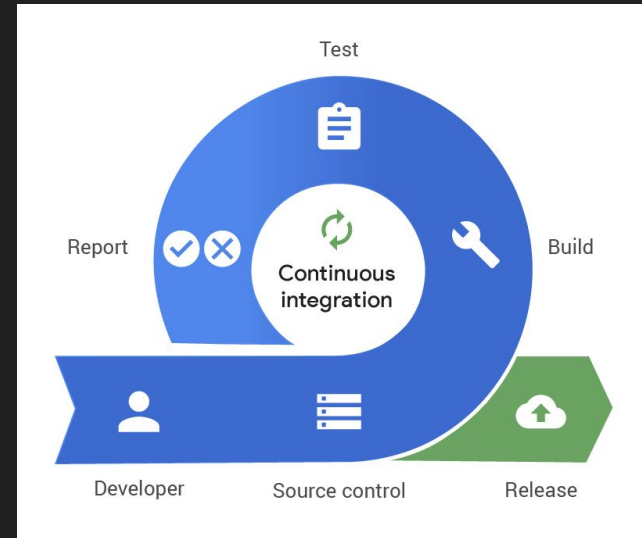 Test
Report
Build
Continuous
integration
Developer
Source control
Release